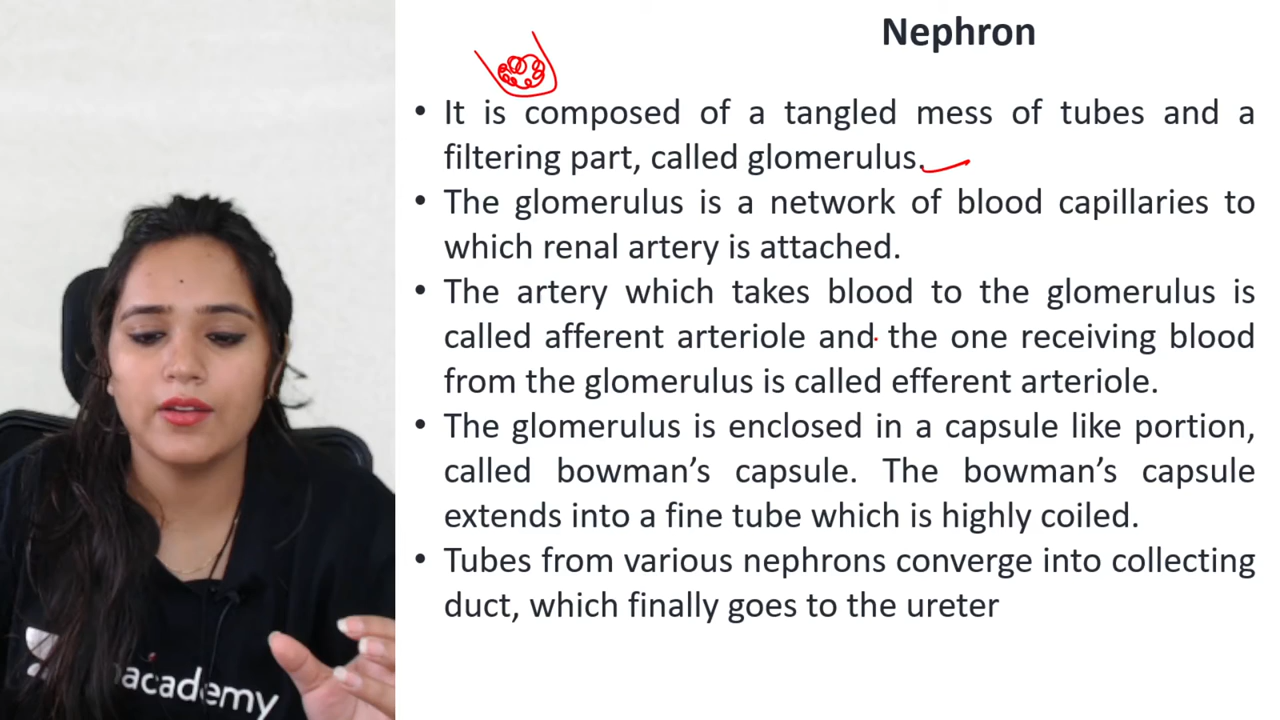 Nephron
• It is composed of a tangled mess of tubes and a
filtering part, called glomerulus.
• The glomerulus is a network of blood capillaries to
which renal artery is attached.
• The artery which takes blood to the glomerulus is
called afferent arteriole and the one receiving blood
from the glomerulus is called efferent arteriole.
• The glomerulus is enclosed in a capsule like portion,
called bowman’s capsule. The bowman’s capsule
extends into a fine tube which is highly coiled.
• Tubes from various nephrons converge into collecting
duct, which finally goes to the ureter
nacademy